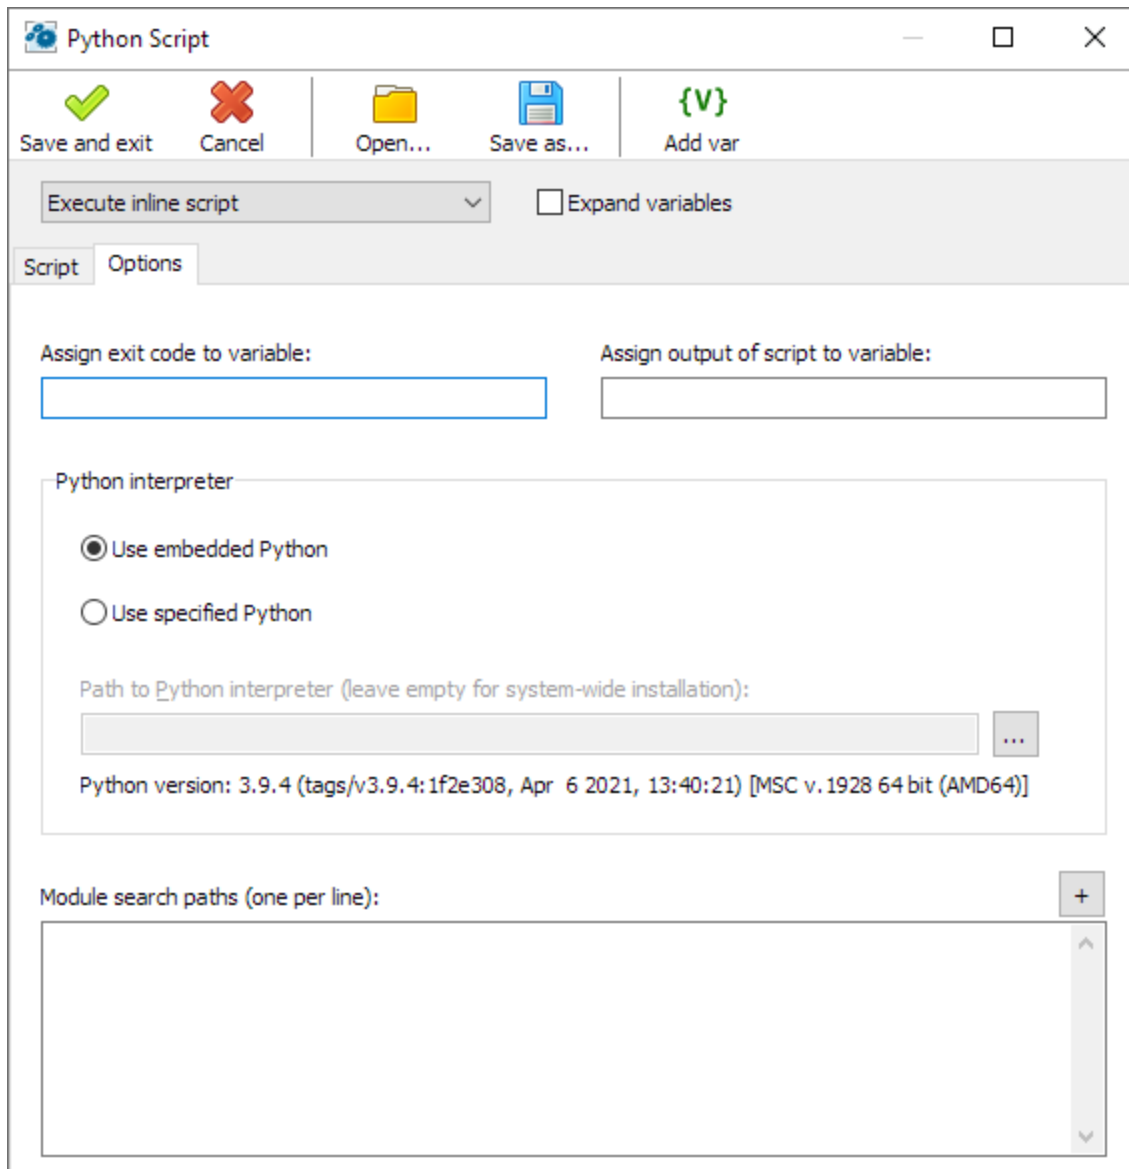 Python Script
Save and exit Cancel Open... Save as... {V} Add var
Execute inline script Expand variables
Script Options
Assign exit code to variable: Assign output of script to variable:
Python interpreter
Use embedded Python
Use specified Python
Path to Python interpreter (leave empty for system-wide installation):
...
Python version: 3.9.4 (tags/v3.9.4:1f2e308, Apr  6 2021, 13:40:21) [MSC v.1928 64 bit (AMD64)]
Module search paths (one per line): +